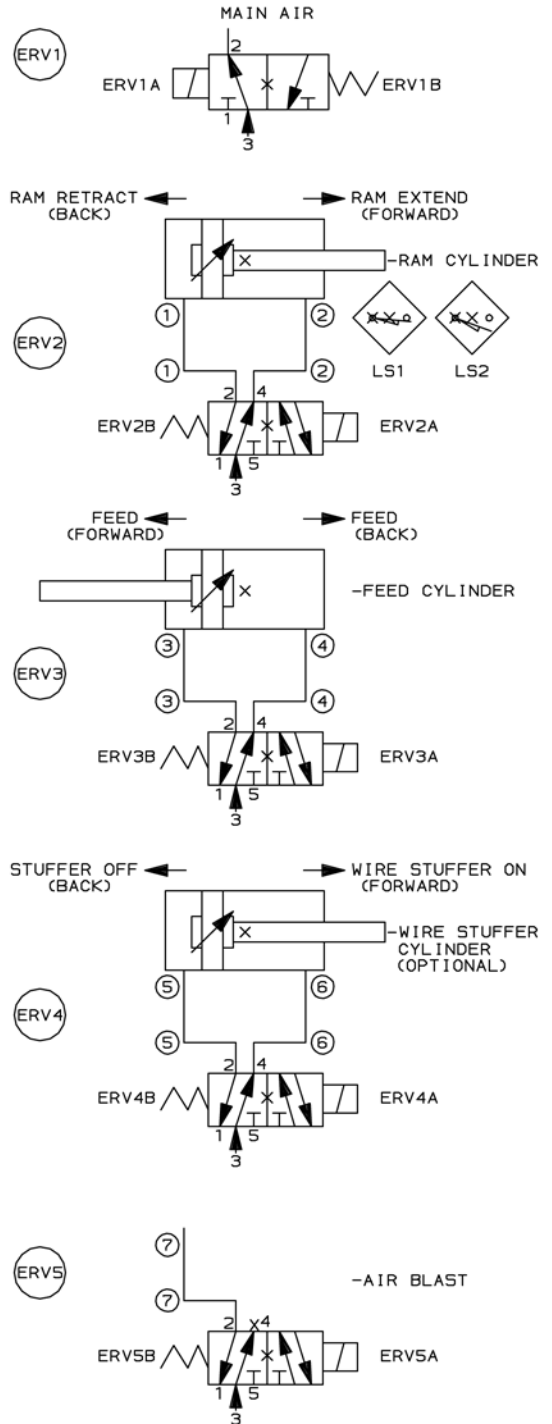 MAIN AIR
ERV1
2
ERV1A
ERV1B
1
3
RAM RETRACT
(BACK)
RAM EXTEND
(FORWARD)
-RAM CYLINDER
1
2
LS1
LS2
ERV2
1
2
2
4
ERV2B
ERV2A
1
5
3
FEED
(FORWARD)
FEED
(BACK)
-FEED CYLINDER
3
4
ERV3
3
4
2
4
ERV3B
ERV3A
1
5
3
STUFFER OFF
(BACK)
WIRE STUFFER ON
(FORWARD)
-WIRE STUFFER
CYLINDER
(OPTIONAL)
5
6
ERV4
5
6
2
4
ERV4B
ERV4A
1
5
3
7
ERV5
-AIR BLAST
7
2
4
ERV5B
ERV5A
1
5
3